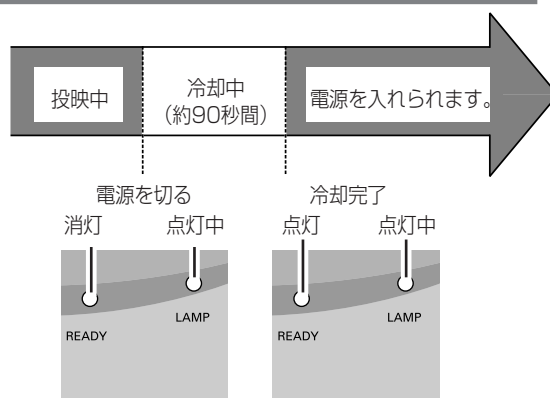 投映中
冷却中
（約90秒間）
電源を入れられます。
電源を切る
消灯 点灯中
READY LAMP
冷却完了
点灯 点灯中
READY LAMP